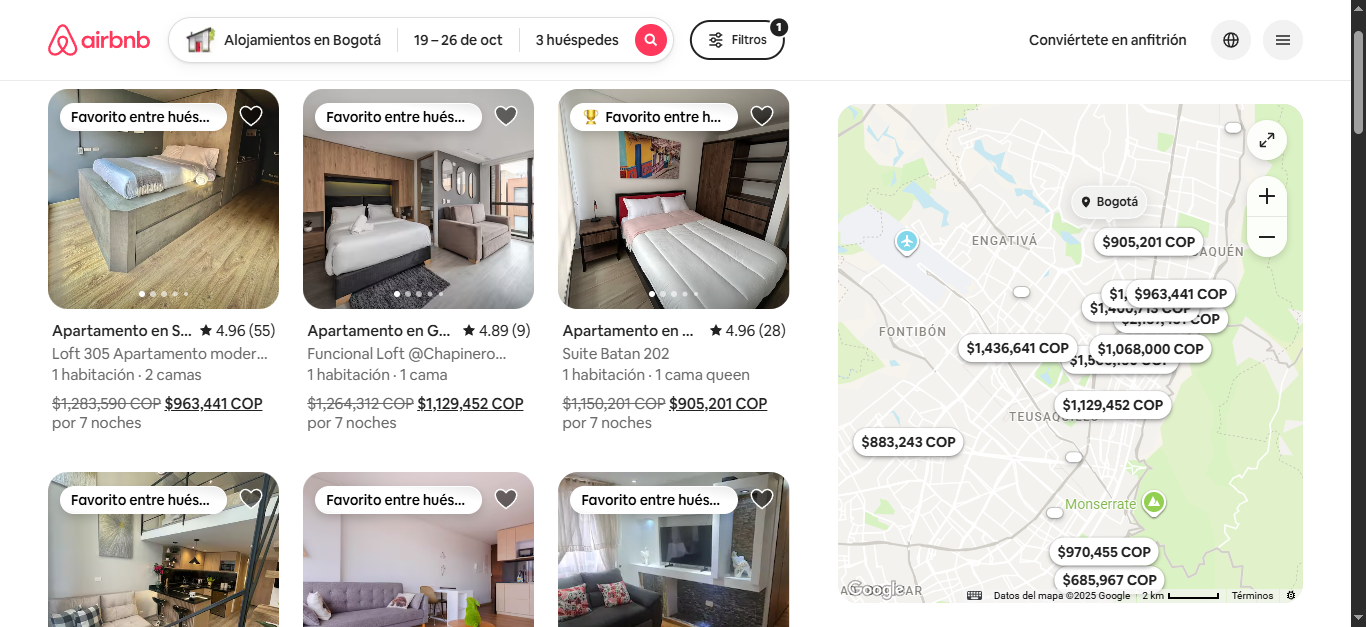 airbnb
Alojamientos en Bogotá
19 – 26 de oct
3 huéspedes
Filtros
1
Conviértete en anfitrión
Favorito entre hués...
Favorito entre hués...
Favorito entre h...
Apartamento en S... 4.96 (55)
Loft 305 Apartamento moder...
1 habitación · 2 camas
$1,283,590 COP $963,441 COP
por 7 noches
Apartamento en G... 4.89 (9)
Funcional Loft @Chapinero...
1 habitación · 1 cama
$1,264,312 COP $1,129,452 COP
por 7 noches
Apartamento en ... 4.96 (28)
Suite Batan 202
1 habitación · 1 cama queen
$1,150,201 COP $905,201 COP
por 7 noches
Favorito entre hués...
Favorito entre hués...
Favorito entre hués...
Bogotá
ENGATIVÁ
$905,201 COP
AQUÉN
$1,
$963,441 COP
FONTIBÓN
$1,436,641 COP
$1,068,000 COP
$1,129,452 COP
TEUSAQUILLO
$883,243 COP
Monserrate
$970,455 COP
$685,967 COP
Google
AR
Datos del mapa ©2025 Google
2 km
Términos